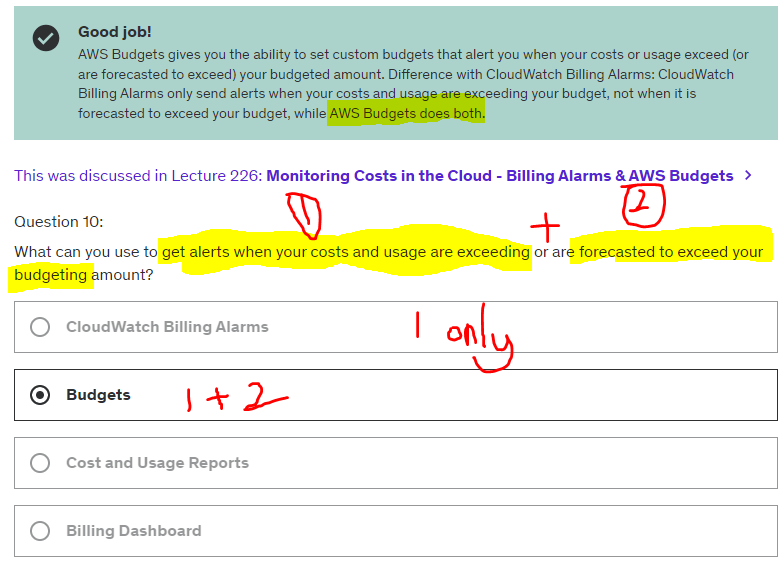 Good job!
AWS Budgets gives you the ability to set custom budgets that alert you when your costs or usage exceed (or
are forecasted to exceed) your budgeted amount. Difference with CloudWatch Billing Alarms: CloudWatch
Billing Alarms only send alerts when your costs and usage are exceeding your budget, not when it is
forecasted to exceed your budget, while AWS Budgets does both.
This was discussed in Lecture 226: Monitoring Costs in the Cloud - Billing Alarms & AWS Budgets >
1 + 2
Question 10:
What can you use to get alerts when your costs and usage are exceeding or are forecasted to exceed your
budgeting amount?
CloudWatch Billing Alarms 1 only
Budgets 1 + 2
Cost and Usage Reports
Billing Dashboard